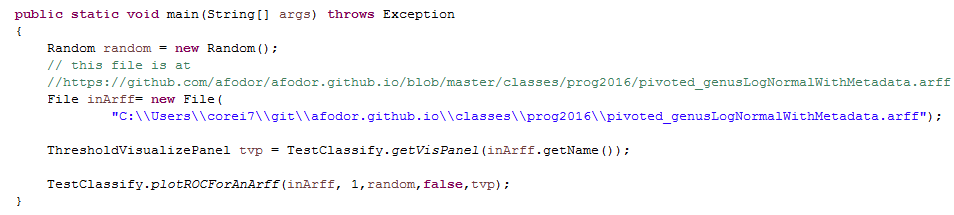 public static void main(String[] args) throws Exception
{
Random random = new Random();
// this file is at
//https://github.com/afodor/afodor.github.io/blob/master/classes/prog2016/pivoted_genusLogNormalWithMetadata.arff
File inArff= new File(
"C:\\Users\\corei7\\git\\afodor.github.io\\classes\\prog2016\\pivoted_genusLogNormalWithMetadata.arff");
ThresholdVisualizePanel tvp = TestClassify.getVisPanel(inArff.getName());
TestClassify.plotROCForAnArff(inArff, 1,random,false,tvp);
}